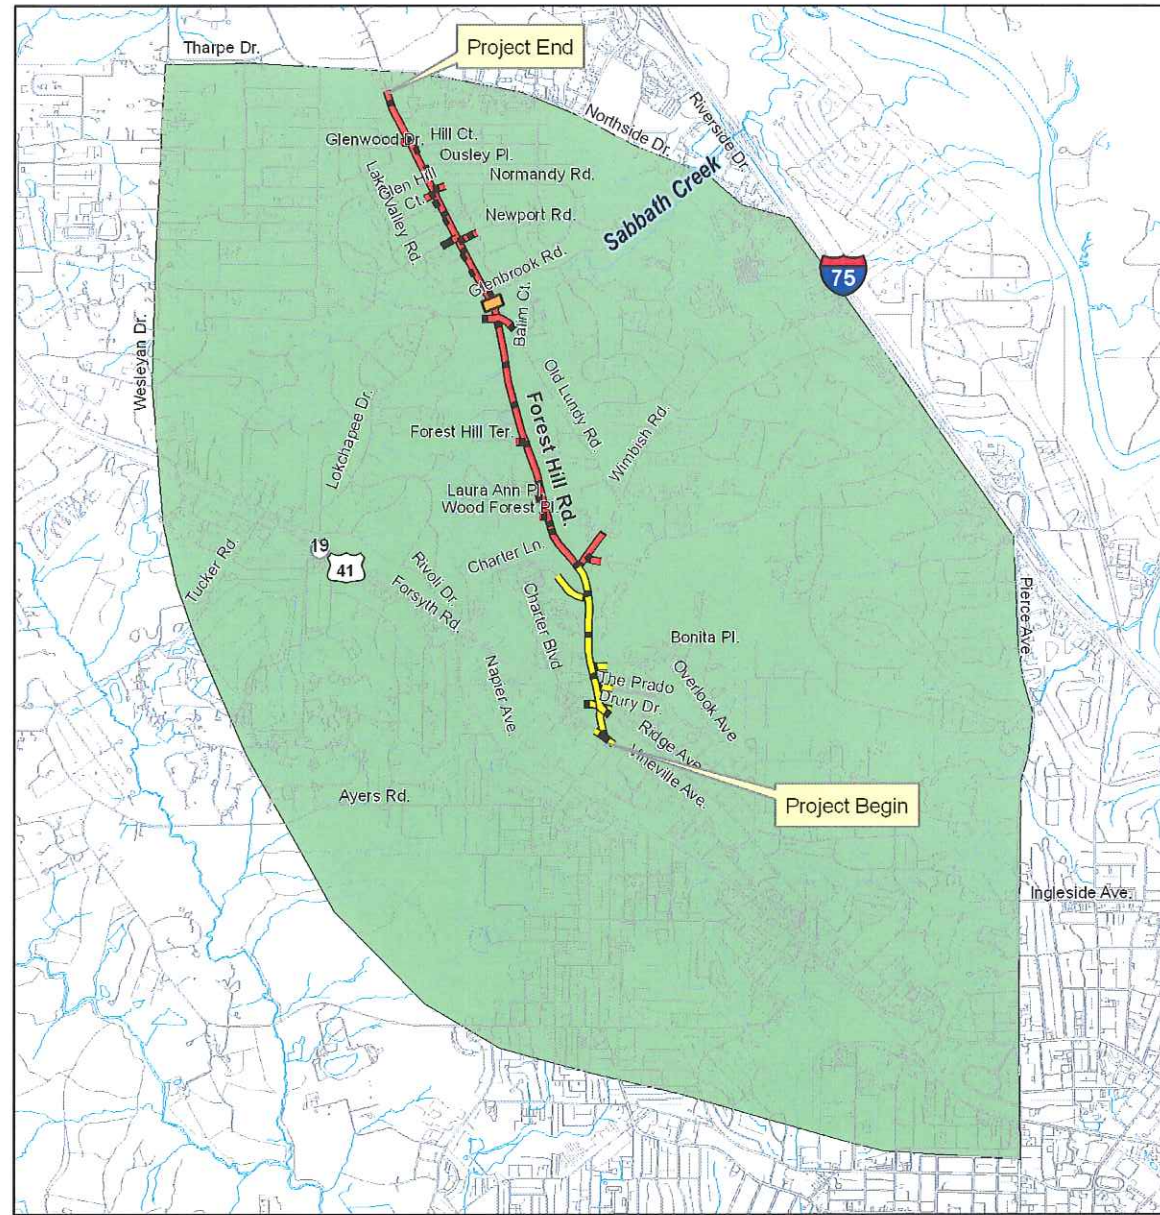 Tharpe Dr.
Project End
Northside Dr.
Riverside Dr.
Glenwood Dr.
Hill Ct.
Ousley Pl.
Normandy Rd.
Lake Valley Rd.
Glen Hill
Ct.
Newport Rd.
Sabbath Creek
Glenbrook Rd.
75
Ct.
Wesleyan Dr.
Old Lundy Rd.
Lokchapee Dr.
Forest Hill Ter.
Forest Hill Rd.
Wimbish Rd.
Laura Ann P
Wood Forest Pl.
Charter Ln.
19
41
Tucker Rd.
Rivoli Dr.
Forsyth Rd.
Charter Blvd
Pierce Ave
Bonita Pl.
Napier Ave.
The Prado
Drury Dr.
Overlook Ave
Ridge Ave
Vineville Ave.
Project Begin
Ayers Rd.
Ingleside Ave.